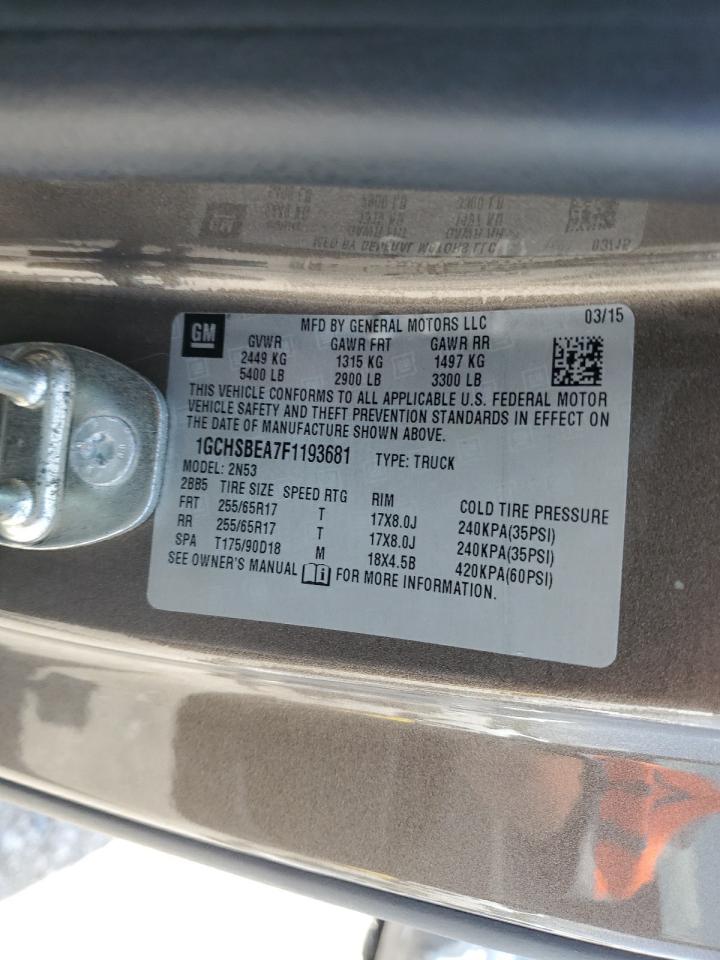 GM
MFD BY GENERAL MOTORS LLC 03/15
GVWR GAWR FRT GAWR RR
2449 KG 1315 KG 1497 KG
5400 LB 2900 LB 3300 LB
THIS VEHICLE CONFORMS TO ALL APPLICABLE U.S. FEDERAL MOTOR
VEHICLE SAFETY AND THEFT PREVENTION STANDARDS IN EFFECT ON
THE DATE OF MANUFACTURE SHOWN ABOVE.
1GCHSBEA7F1193681 TYPE: TRUCK
MODEL: 2N53
2BB5 TIRE SIZE SPEED RTG RIM COLD TIRE PRESSURE
FRT 255/65R17 T 17X8.0J 240KPA(35PSI)
RR 255/65R17 T 17X8.0J 240KPA(35PSI)
SPA T175/90D18 M 18X4.5B 420KPA(60PSI)
SEE OWNER'S MANUAL FOR MORE INFORMATION.